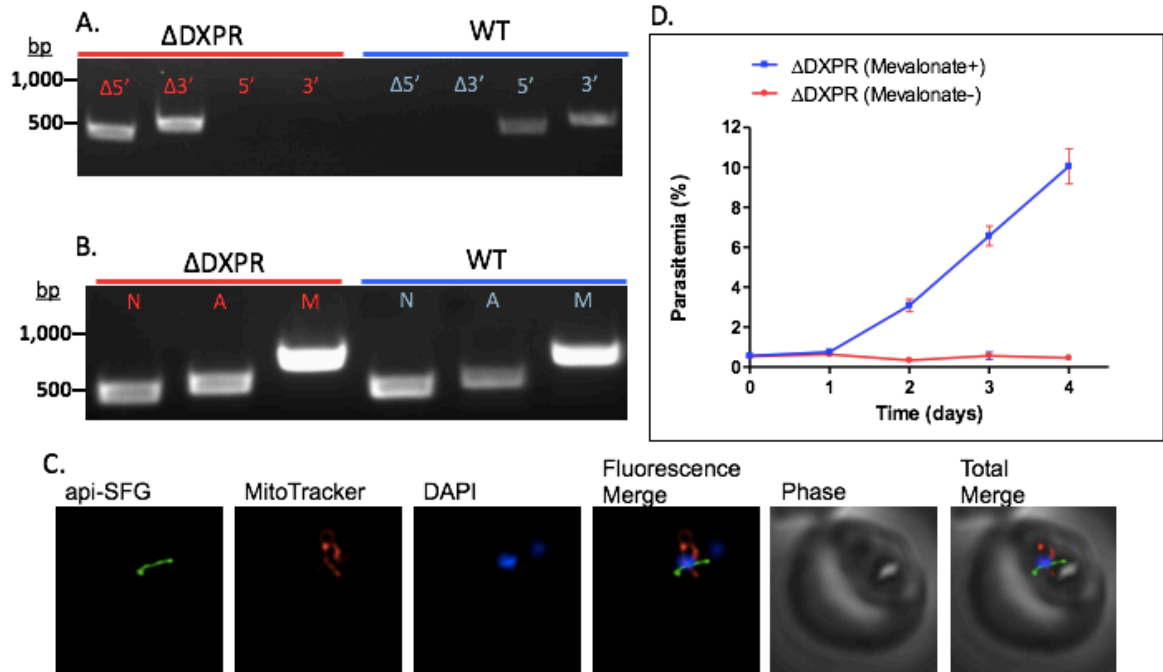 A.
ΔDXPR WT
bp
Δ5’ Δ3’ 5’ 3’ Δ5’ Δ3’ 5’ 3’
1,000
500
B.
ΔDXPR WT
bp
N A M N A M
1,000
500
C.
api-SFG MitoTracker DAPI Fluorescence Merge Phase Total Merge
D.
ΔDXPR (Mevalonate+)
ΔDXPR (Mevalonate-)
Parasitemia (%)
12
10
8
6
4
2
0
0 1 2 3 4
Time (days)